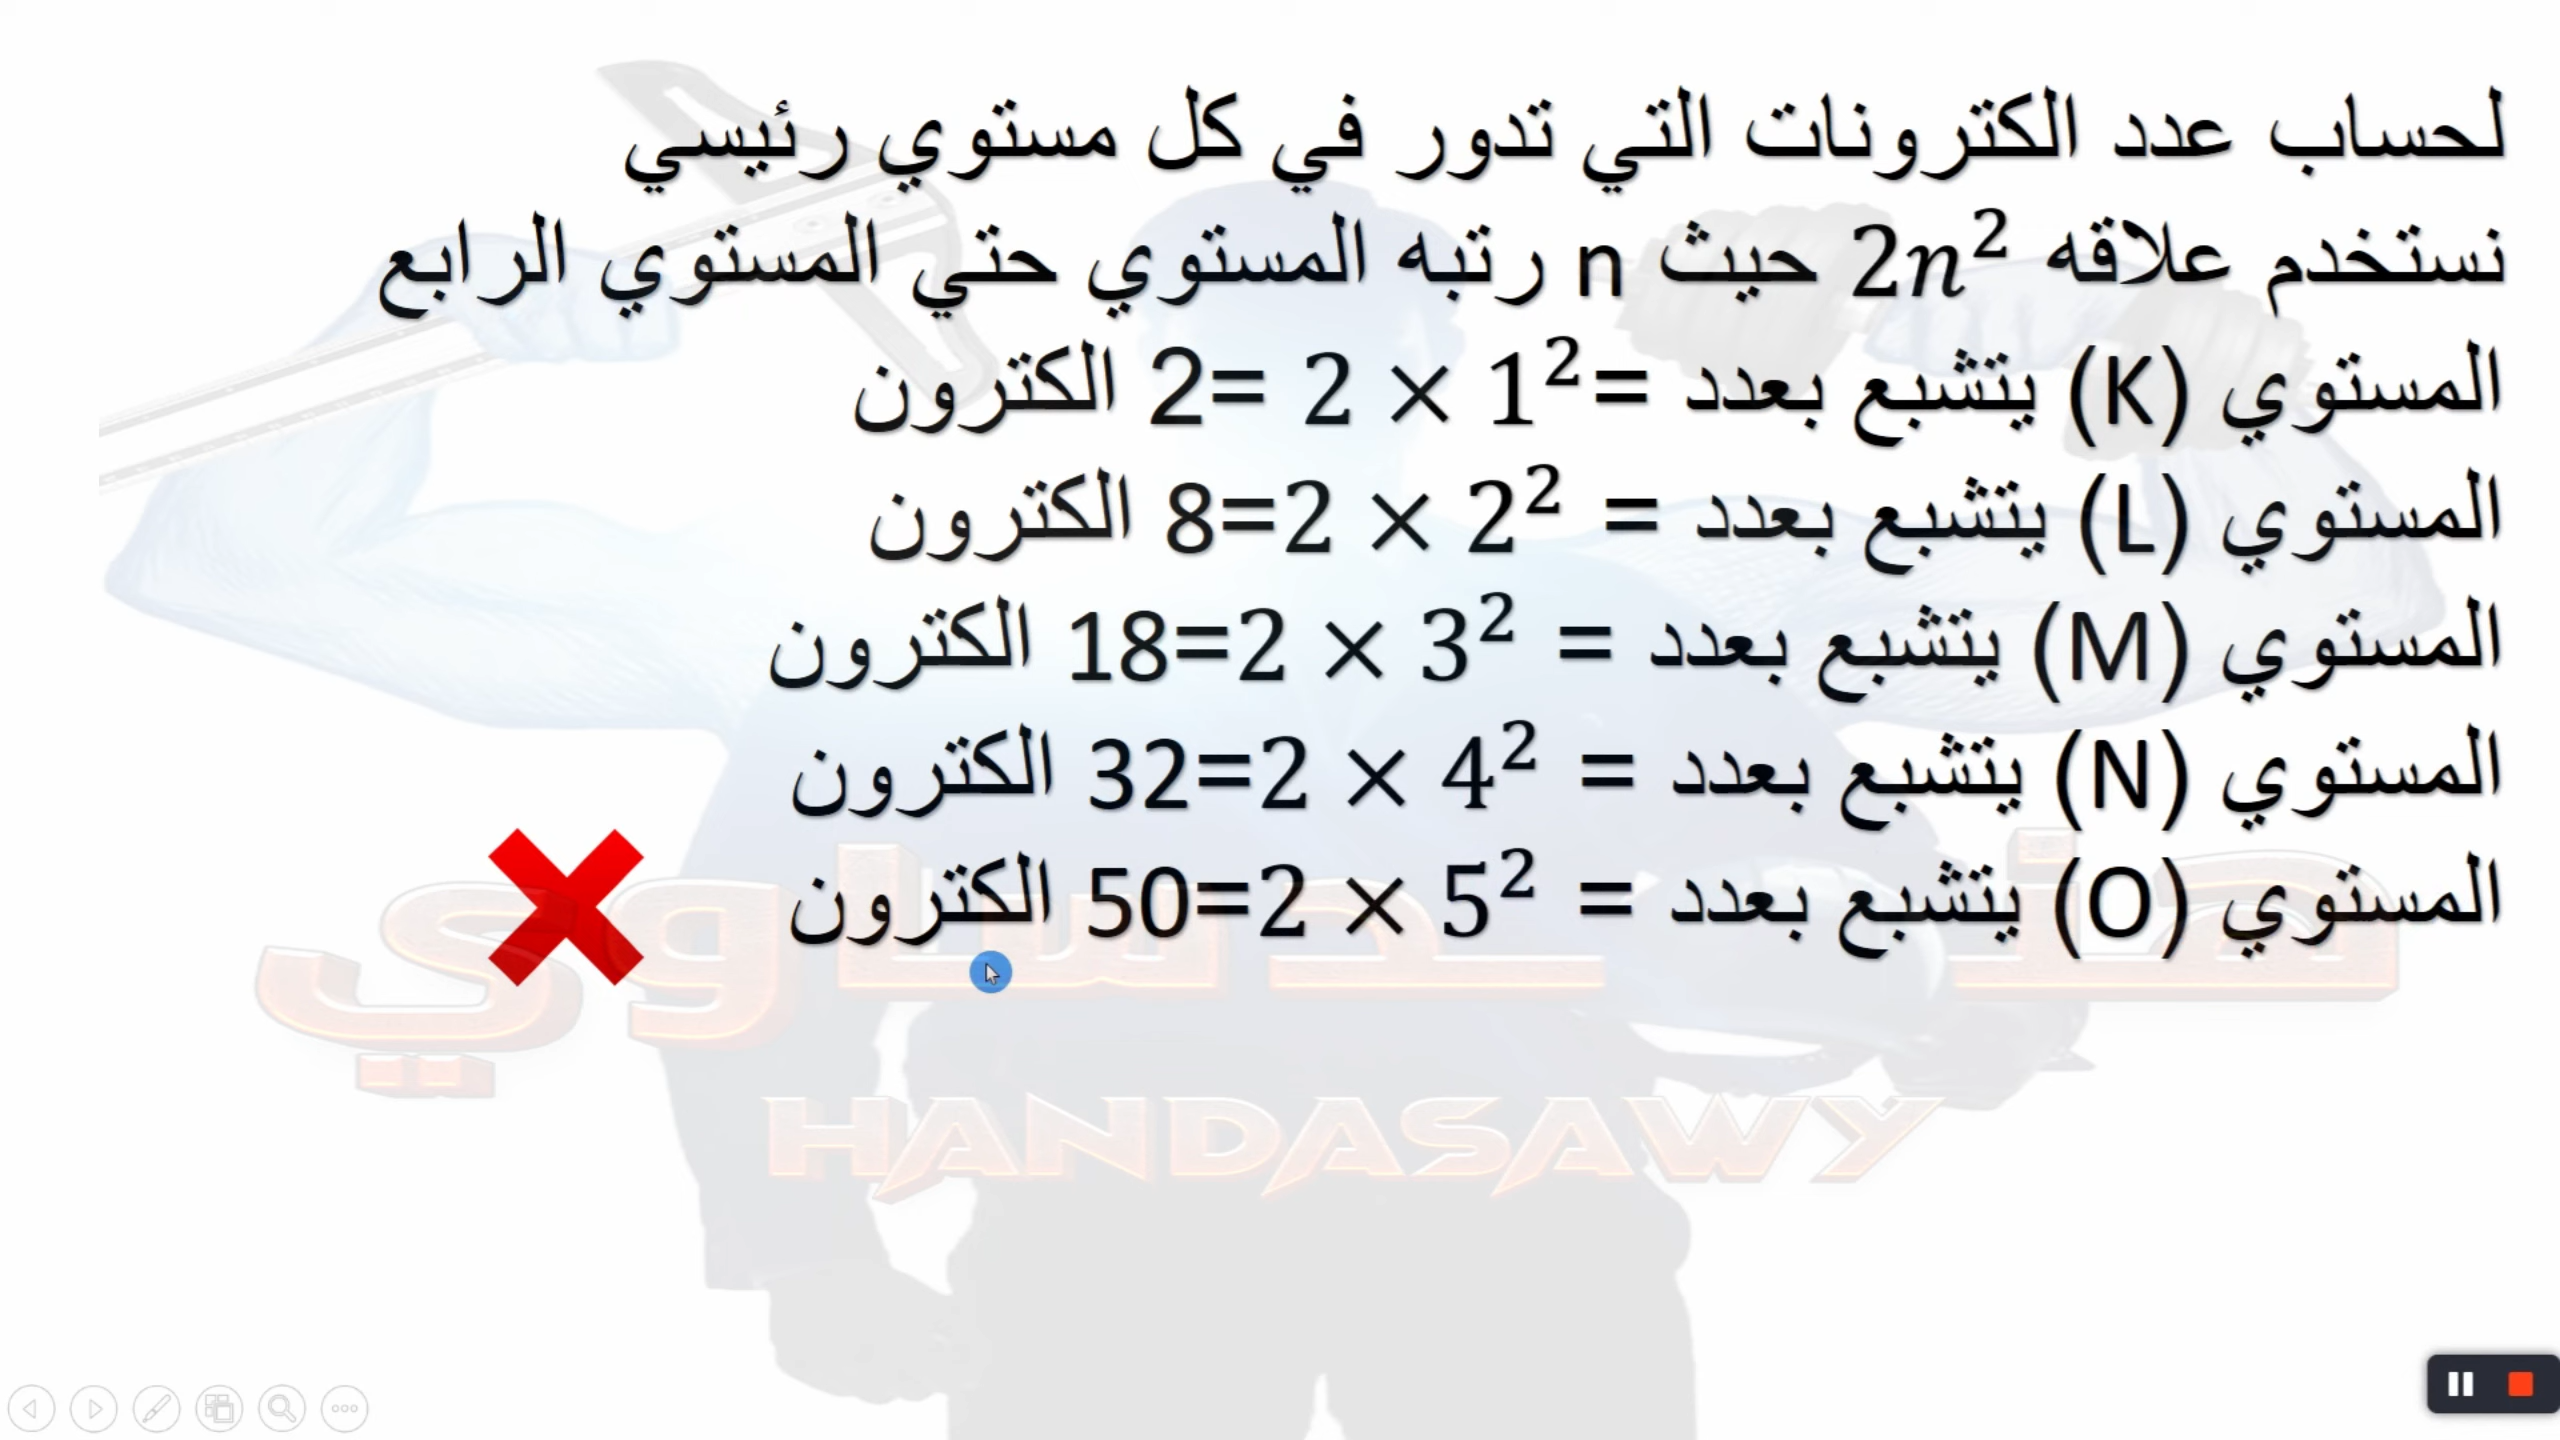 لحساب عدد الكترونات التي تدور في كل مستوي رئيسي
نستخدم علاقه 2n² حيث n رتبه المستوي حتي المستوي الرابع
المستوي (K) يتشبع بعدد =2 × 1² =2 الكترون
المستوي (L) يتشبع بعدد = 2 × 2²=8 الكترون
المستوي (M) يتشبع بعدد = 2 × 3²=18 الكترون
المستوي (N) يتشبع بعدد = 2 × 4²=32 الكترون
المستوي (O) يتشبع بعدد = 2 × 5²=50 الكترون
هندساوي
HANDASAWY